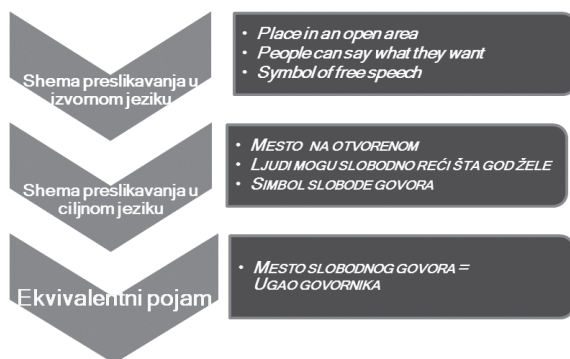 Shema preslikavanja u
izvornom jeziku
• Place in an open area
• People can say what they want
• Symbol of free speech
Shema preslikavanja u
ciljnom jeziku
• MESTO NA OTVORENOM
• LJUDI MOGU SLOBODNO REĆI ŠTA GOD ŽELE
• SIMBOL SLOBODE GOVORA
Ekvivalentni pojam
• MESTO SLOBODNOG GOVORA =
UGAO GOVORNIKA